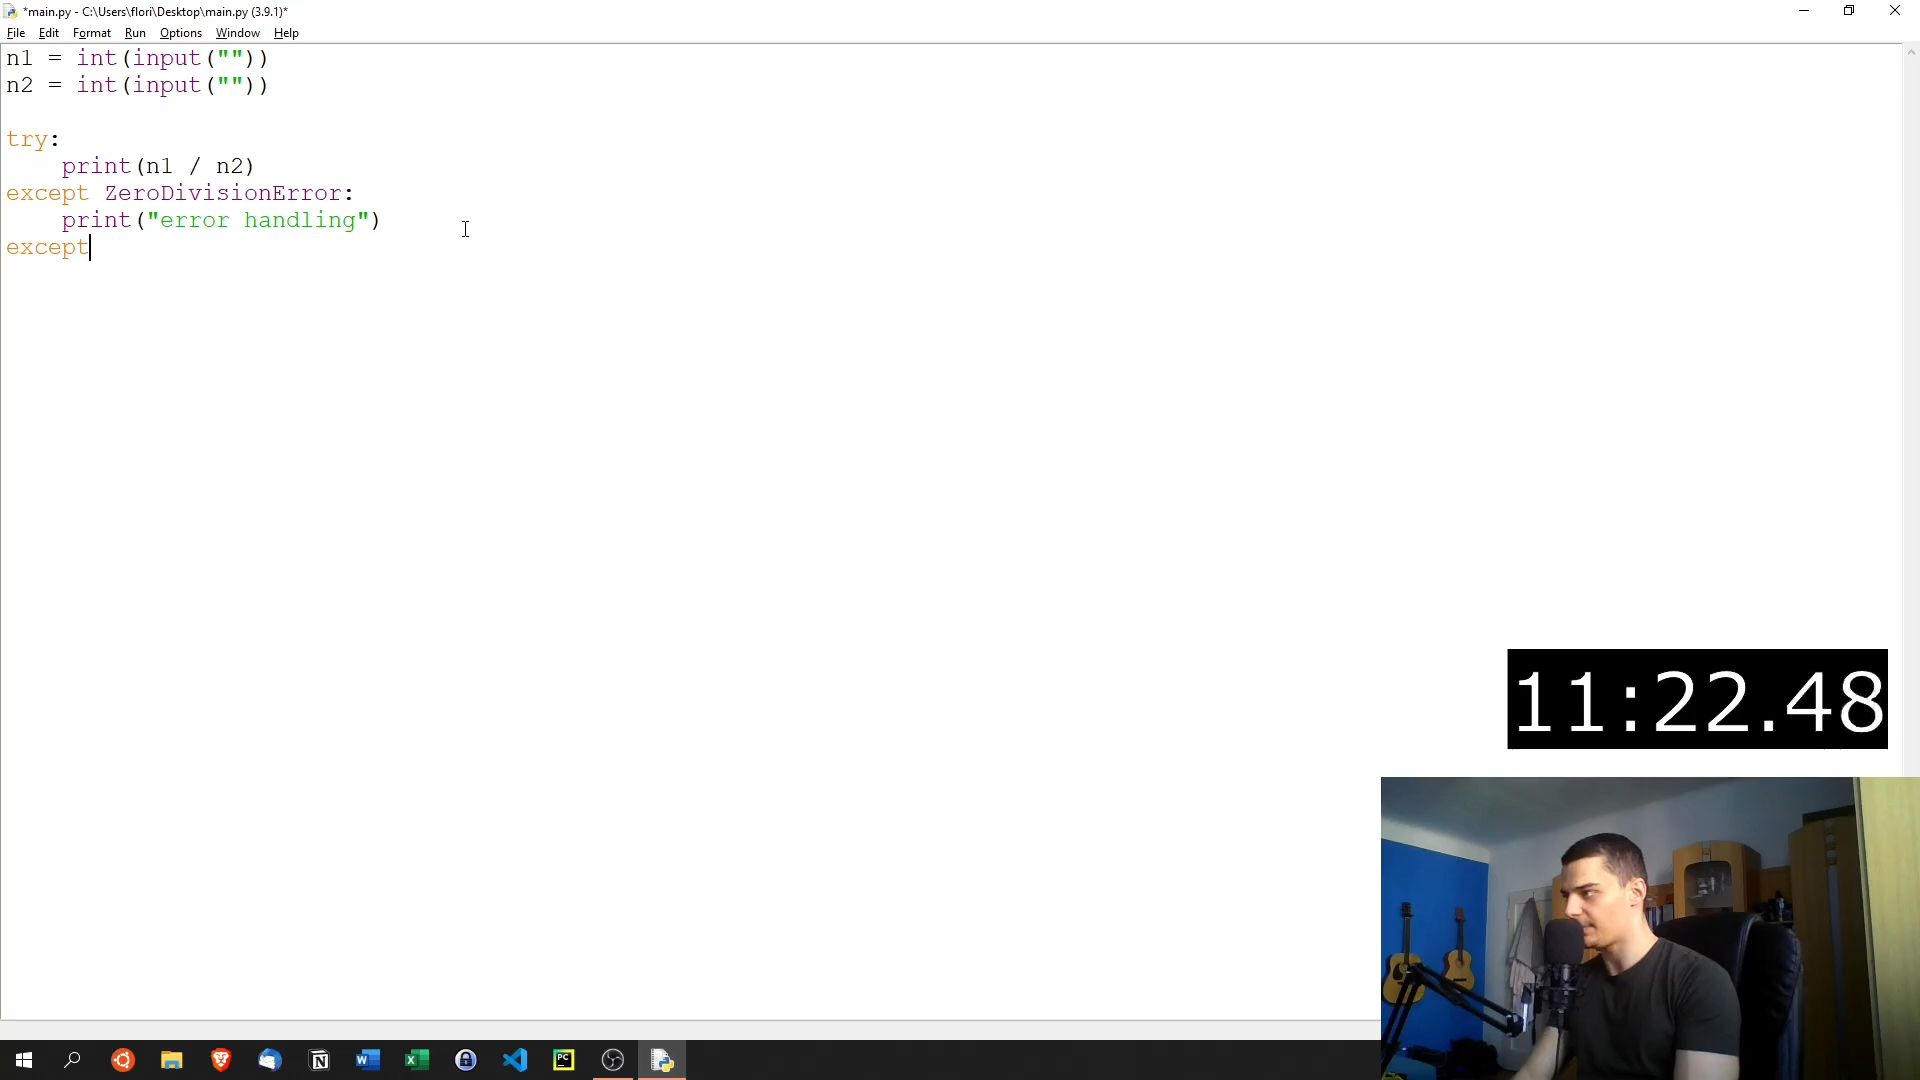 *main.py - C:\Users\flori\Desktop\main.py (3.9.1)*
File Edit Format Run Options Window Help
n1 = int(input(""))
n2 = int(input(""))
try:
    print(n1 / n2)
except ZeroDivisionError:
    print("error handling")
except
11:22.48